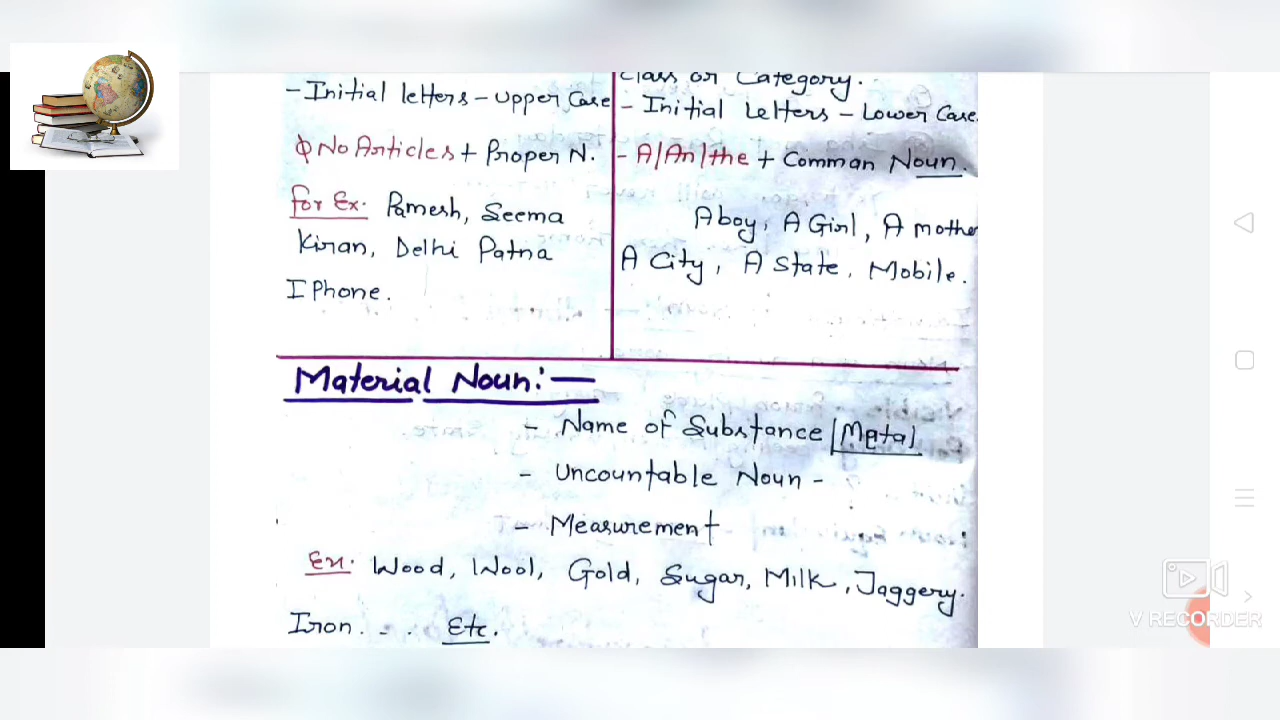 - Initial letters - Upper Case
φ No Articles + Proper N.
For Ex. Ramesh, Seema
Kiran, Delhi Patna
I Phone.
Class or Category.
- Initial Letters - Lower Case.
- A/An/the + Comman Noun.
A boy, A Girl, A mothe
A City, A State, Mobile.
Material Noun:-
- Name of Substance / Metal
- Uncountable Noun -
- Measurement
Ex. Wood, Wool, Gold, Sugar, Milk, Jaggery.
Iron . . . Etc.
V RECORDER